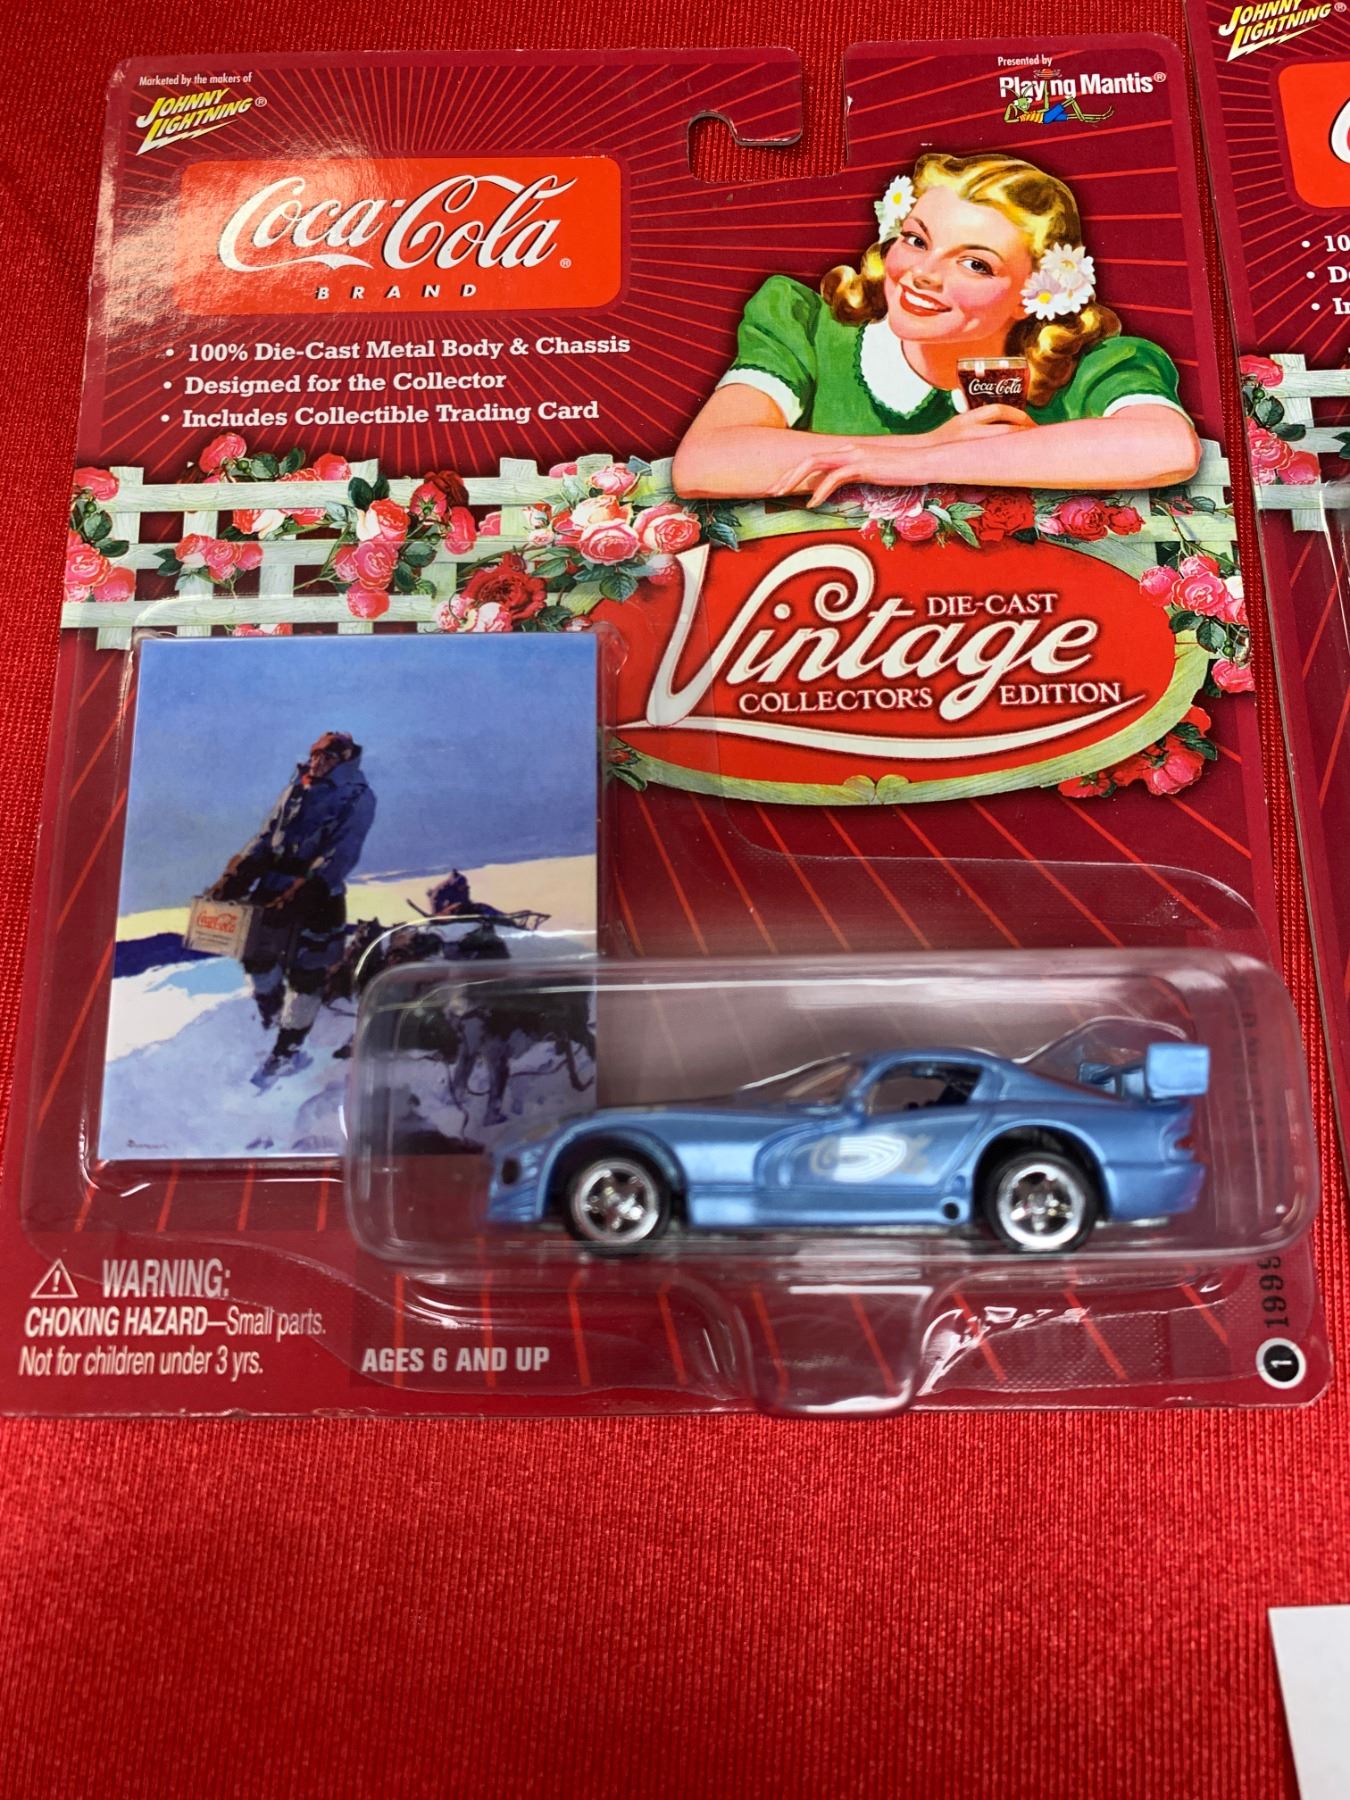 Marketed by the makers of
JOHNNY
LIGHTNING®
Presented by
Playing Mantis®
Coca-Cola®
BRAND
• 100% Die-Cast Metal Body & Chassis
• Designed for the Collector
• Includes Collectible Trading Card
Coca-Cola
DIE-CAST
Vintage
COLLECTOR'S EDITION
Coca-Cola
WARNING:
CHOKING HAZARD—Small parts.
Not for children under 3 yrs.
AGES 6 AND UP
1
JOHNNY
LIGHTNING®
• 10